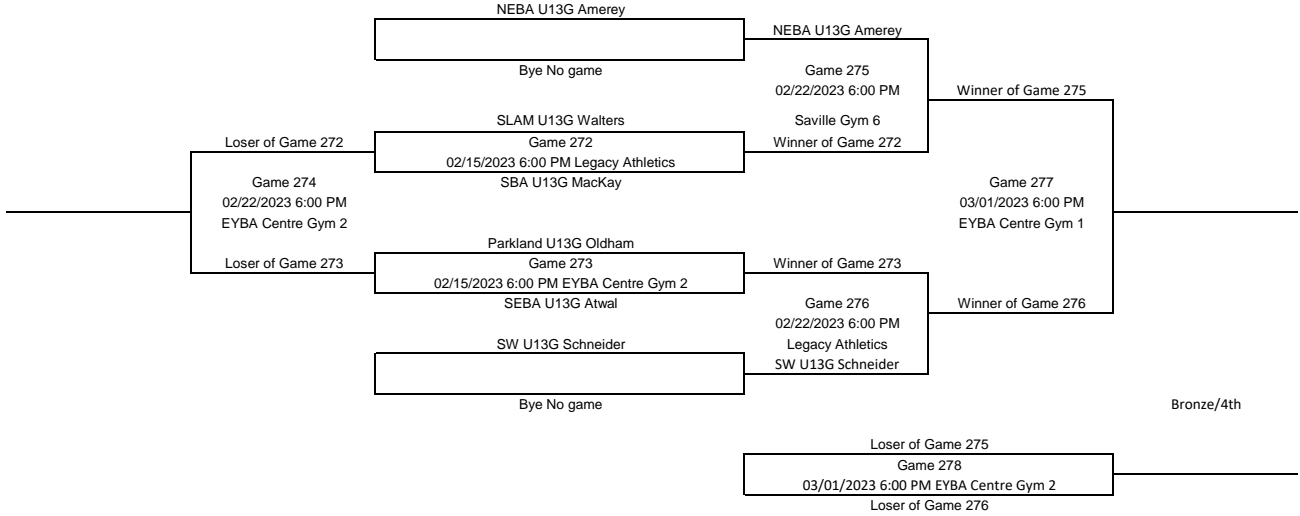 NEBA U13G Amerey
NEBA U13G Amerey
Bye No game
Game 275
02/22/2023 6:00 PM
Winner of Game 275
SLAM U13G Walters
Saville Gym 6
Loser of Game 272
Game 272
Winner of Game 272
02/15/2023 6:00 PM Legacy Athletics
Game 274
SBA U13G MacKay
Game 277
02/22/2023 6:00 PM
03/01/2023 6:00 PM
EYBA Centre Gym 2
EYBA Centre Gym 1
Parkland U13G Oldham
Loser of Game 273
Game 273
Winner of Game 273
02/15/2023 6:00 PM EYBA Centre Gym 2
SEBA U13G Atwal
Game 276
Winner of Game 276
02/22/2023 6:00 PM
SW U13G Schneider
Legacy Athletics
SW U13G Schneider
Bye No game
Bronze/4th
Loser of Game 275
Game 278
03/01/2023 6:00 PM EYBA Centre Gym 2
Loser of Game 276